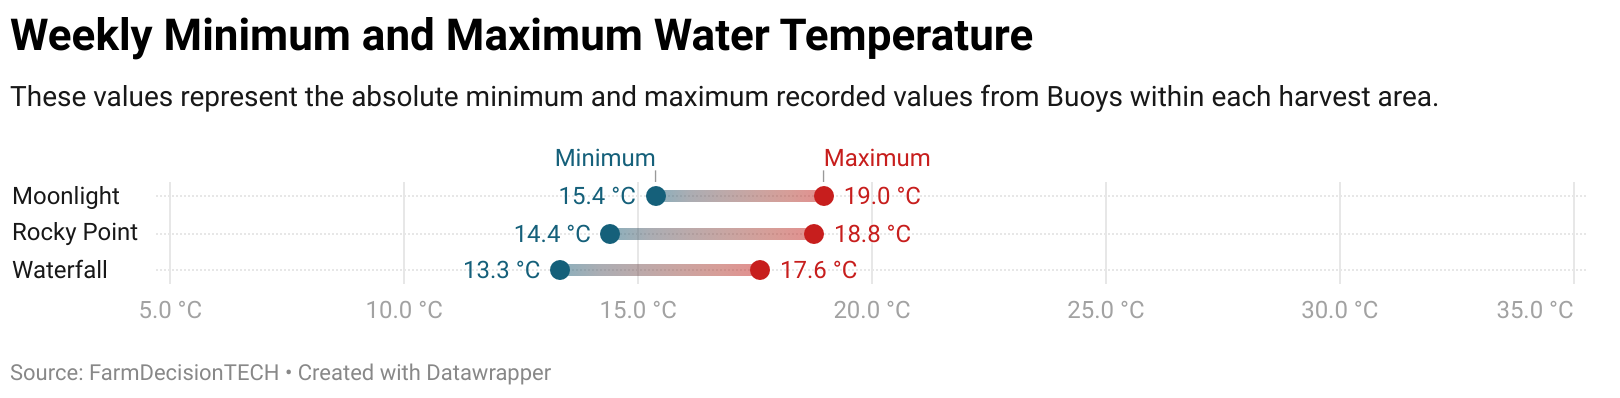 Weekly Minimum and Maximum Water Temperature
These values represent the absolute minimum and maximum recorded values from Buoys within each harvest area.
Minimum Maximum
Moonlight 15.4 °C 19.0 °C
Rocky Point 14.4 °C 18.8 °C
Waterfall 13.3 °C 17.6 °C
5.0 °C 10.0 °C 15.0 °C 20.0 °C 25.0 °C 30.0 °C 35.0 °C
Source: FarmDecisionTECH • Created with Datawrapper